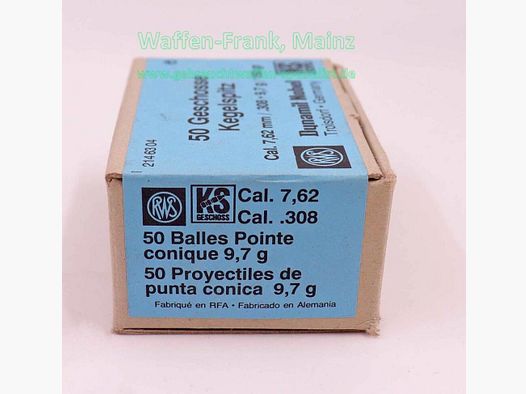 Waffen-Frank, Mainz
50 Geschosse
Kegelspitz
Cal. 7,62 mm / .308 • 9,7 g
KS
RWS
Dynamit Nobel
Troisdorf • Germany
214 63 04
RWS
KS
GESCHOSS
Cal. 7,62
Cal. .308
50 Balles Pointe
conique 9,7 g
50 Proyectiles de
punta conica 9,7 g
Fabriqué en RFA • Fabricado en Alemania